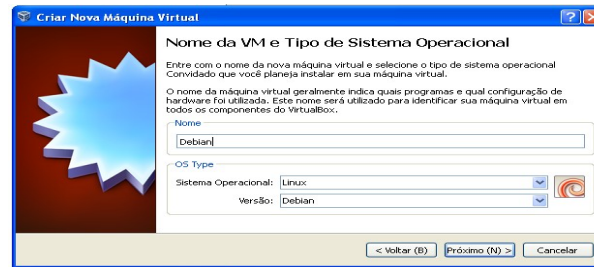 Criar Nova Máquina Virtual
Nome da VM e Tipo de Sistema Operacional
Entre com o nome da nova máquina virtual e selecione o tipo de sistema operacional
Convidado que você planeja instalar em sua máquina virtual.
O nome da máquina virtual geralmente indica quais programas e qual configuração de
hardware foi utilizada. Este nome será utilizado para identificar sua máquina virtual em
todos os componentes do VirtualBox.
Nome
Debian
OS Type
Sistema Operacional: Linux
Versão: Debian
< Voltar (B) Próximo (N) > Cancelar